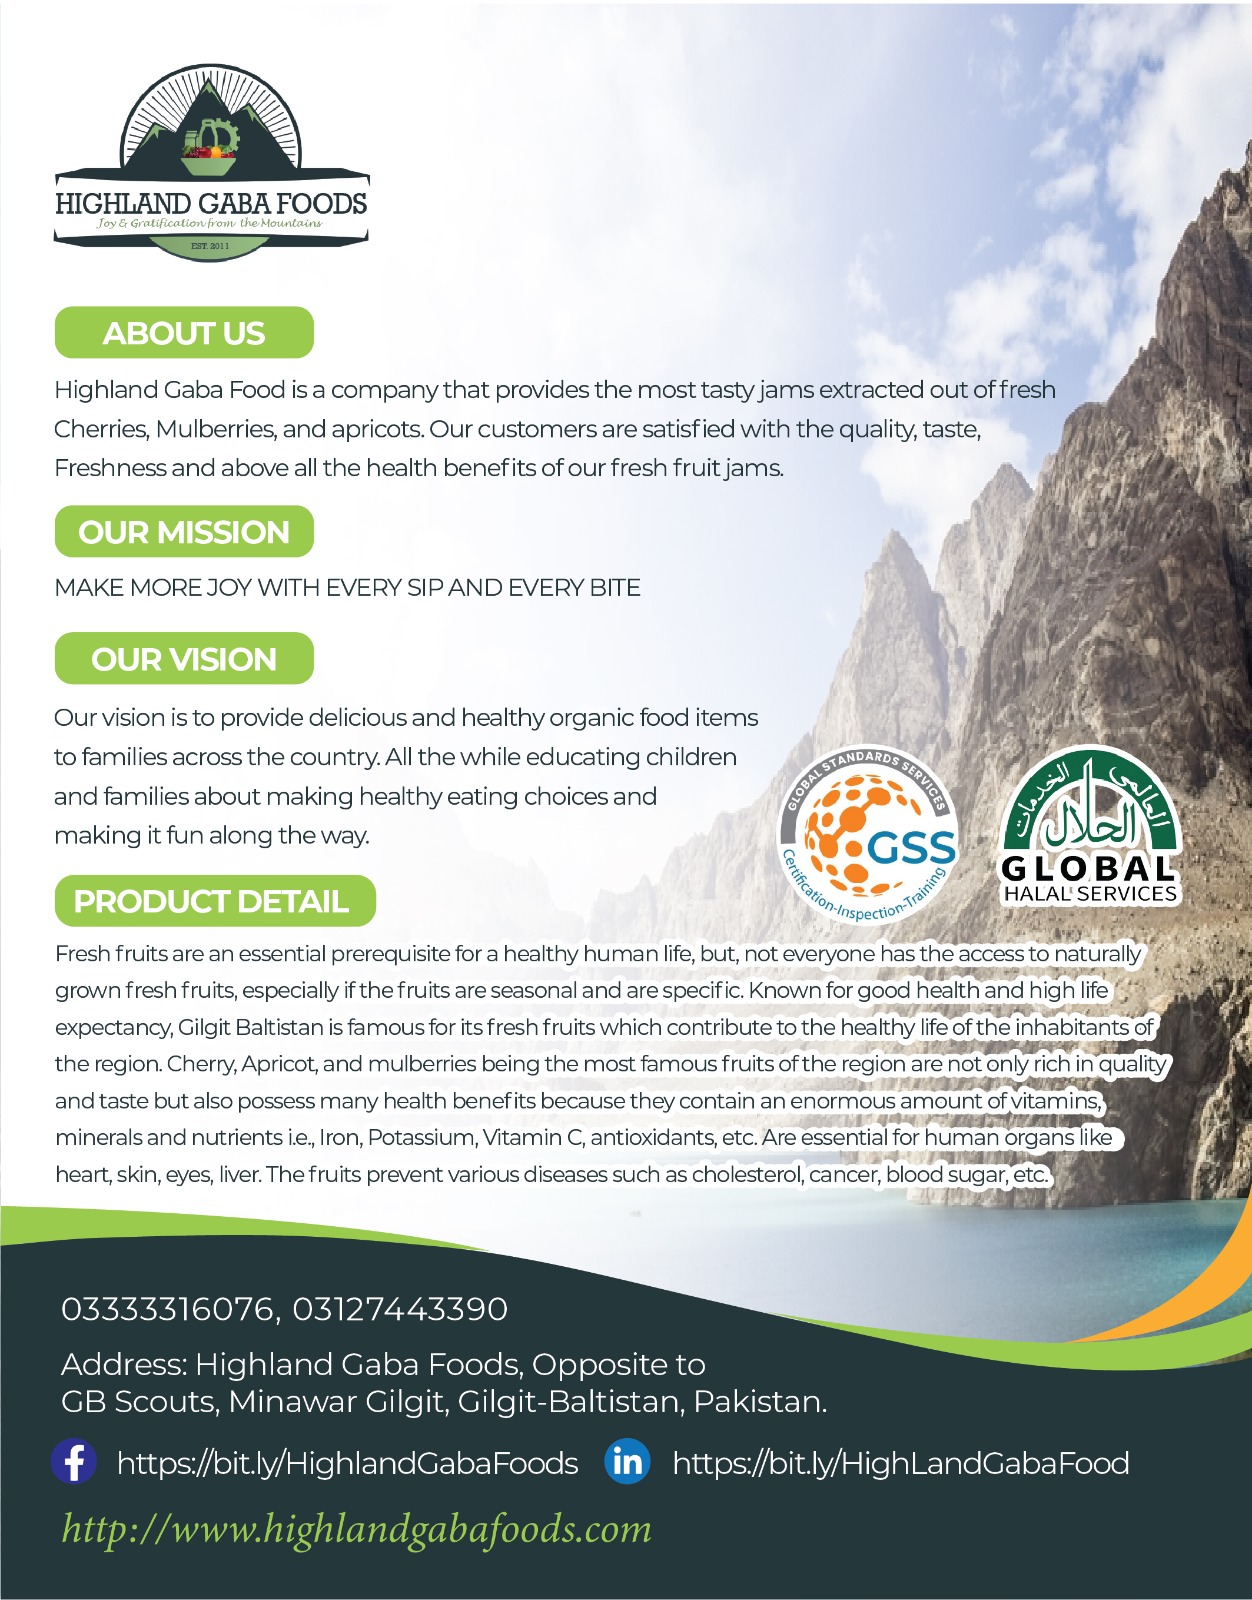 HIGHLAND GABA FOODS
Joy & Gratification from the Mountains
EST. 2011
ABOUT US
Highland Gaba Food is a company that provides the most tasty jams extracted out of fresh
Cherries, Mulberries, and apricots. Our customers are satisfied with the quality, taste,
Freshness and above all the health benefits of our fresh fruit jams.
OUR MISSION
MAKE MORE JOY WITH EVERY SIP AND EVERY BITE
OUR VISION
Our vision is to provide delicious and healthy organic food items
to families across the country. All the while educating children
and families about making healthy eating choices and
making it fun along the way.
GLOBAL STANDARDS SERVICES
GSS
Certification-Inspection-Training
الخدمات الحلال العالمي
GLOBAL
HALAL SERVICES
PRODUCT DETAIL
Fresh fruits are an essential prerequisite for a healthy human life, but, not everyone has the access to naturally
grown fresh fruits, especially if the fruits are seasonal and are specific. Known for good health and high life
expectancy, Gilgit Baltistan is famous for its fresh fruits which contribute to the healthy life of the inhabitants of
the region. Cherry, Apricot, and mulberries being the most famous fruits of the region are not only rich in quality
and taste but also possess many health benefits because they contain an enormous amount of vitamins,
minerals and nutrients i.e., Iron, Potassium, Vitamin C, antioxidants, etc. Are essential for human organs like
heart, skin, eyes, liver. The fruits prevent various diseases such as cholesterol, cancer, blood sugar, etc.
03333316076, 03127443390
Address: Highland Gaba Foods, Opposite to
GB Scouts, Minawar Gilgit, Gilgit-Baltistan, Pakistan.
https://bit.ly/HighlandGabaFoods
https://bit.ly/HighLandGabaFood
http://www.highlandgabafoods.com